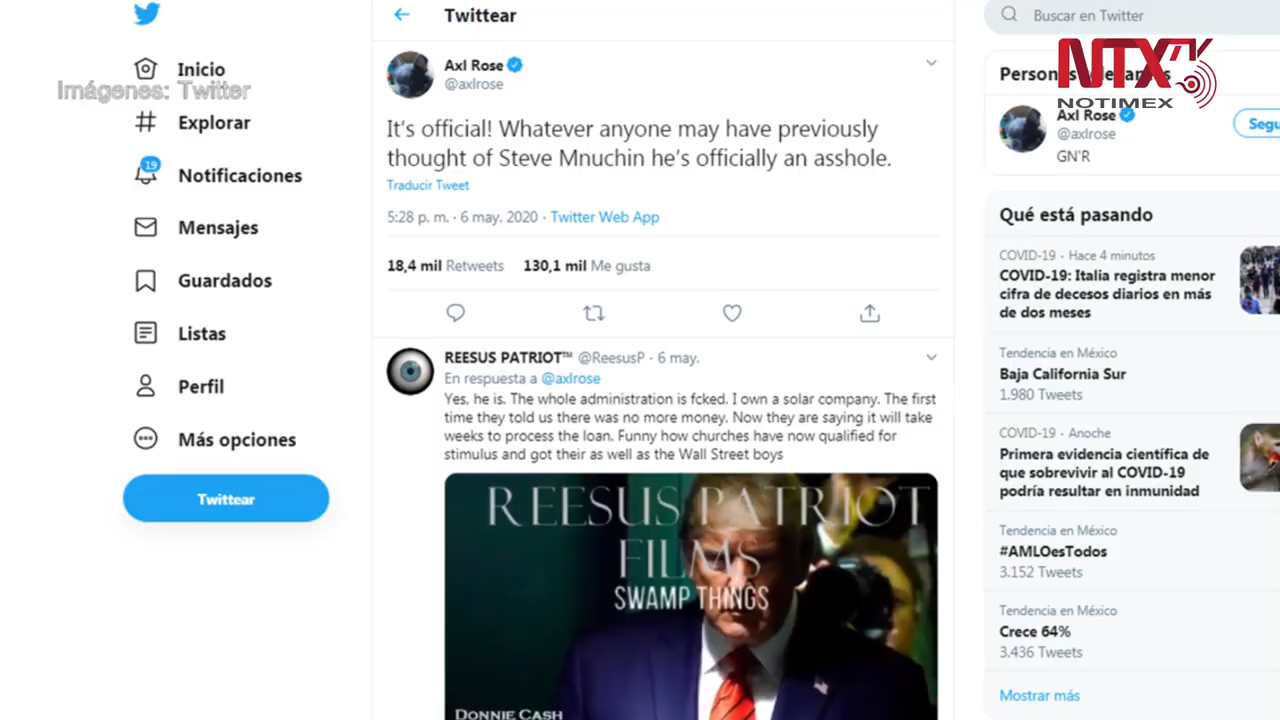 Twittear
Buscar en Twitter
NTX
NOTIMEX
Imágenes: Twitter
Inicio
Explorar
19
Notificaciones
Mensajes
Guardados
Listas
Perfil
Más opciones
Twittear
Axl Rose
@axlrose
It's official! Whatever anyone may have previously
thought of Steve Mnuchin he's officially an asshole.
Traducir Tweet
5:28 p. m. · 6 may. 2020 · Twitter Web App
18,4 mil Retweets 130,1 mil Me gusta
REESUS PATRIOT™ @ReesusP · 6 may.
En respuesta a @axlrose
Yes, he is. The whole administration is fcked. I own a solar company. The first
time they told us there was no more money. Now they are saying it will take
weeks to process the loan. Funny how churches have now qualified for
stimulus and got their as well as the Wall Street boys
REESUS PATRIOT
FILMS
SWAMP THINGS
DONNIE CASH
Axl Rose
@axlrose
GN'R
Segu
Qué está pasando
COVID-19 · Hace 4 minutos
COVID-19: Italia registra menor
cifra de decesos diarios en más
de dos meses
Tendencia en México
Baja California Sur
1.980 Tweets
COVID-19 · Anoche
Primera evidencia científica de
que sobrevivir al COVID-19
podría resultar en inmunidad
Tendencia en México
#AMLOesTodos
3.152 Tweets
Tendencia en México
Crece 64%
3.436 Tweets
Mostrar más